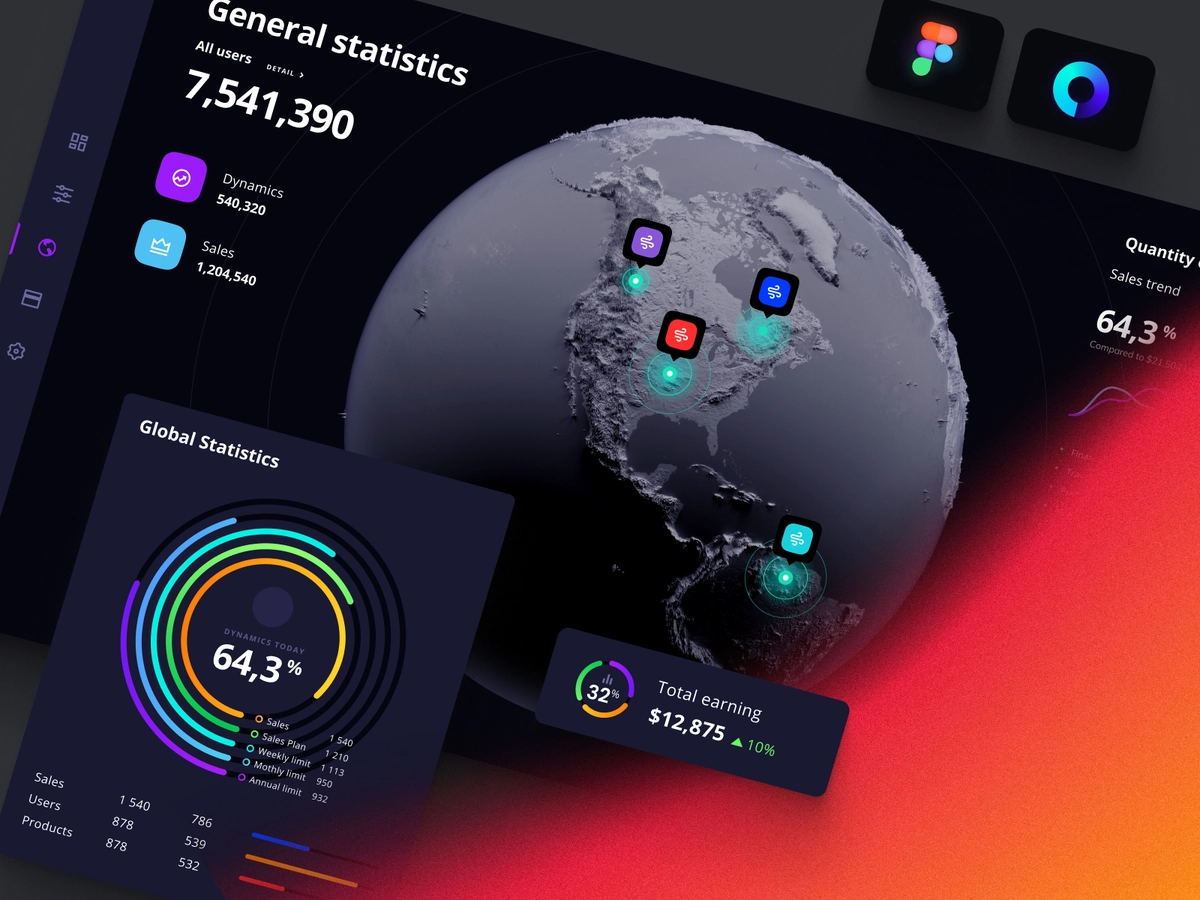 General statistics
All users DETAIL >
7,541,390
Dynamics
540,320
Sales
1,204,540
Quantity
Sales trend
64,3 %
Compared to $21,50
Global Statistics
DYNAMICS TODAY
64,3 %
Sales 1 540
Sales Plan 1 210
Weekly limit 1 113
Mothly limit 950
Annual limit 932
Sales 1 540 786
Users 878 539
Products 878 532
32%
Total earning
$12,875 10%